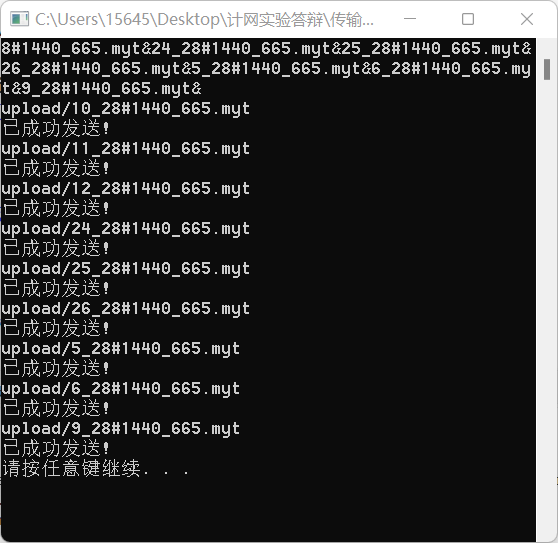 C:\Users\15645\Desktop\计网实验答辩\传输...
8#1440_665.myt&24_28#1440_665.myt&25_28#1440_665.myt&
26_28#1440_665.myt&5_28#1440_665.myt&6_28#1440_665.my
t&9_28#1440_665.myt&
upload/10_28#1440_665.myt
已成功发送!
upload/11_28#1440_665.myt
已成功发送!
upload/12_28#1440_665.myt
已成功发送!
upload/24_28#1440_665.myt
已成功发送!
upload/25_28#1440_665.myt
已成功发送!
upload/26_28#1440_665.myt
已成功发送!
upload/5_28#1440_665.myt
已成功发送!
upload/6_28#1440_665.myt
已成功发送!
upload/9_28#1440_665.myt
已成功发送!
请按任意键继续. . .